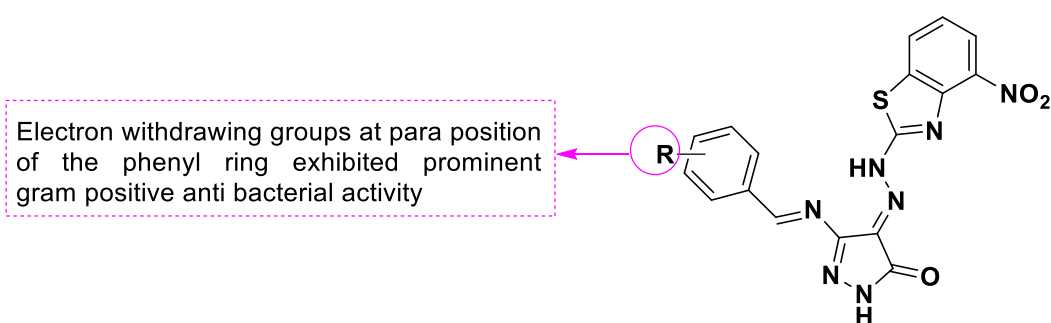 Electron withdrawing groups at para position
of the phenyl ring exhibited prominent
gram positive anti bacterial activity
R
S
N
NO2
HN
N
N
N
N
H
O